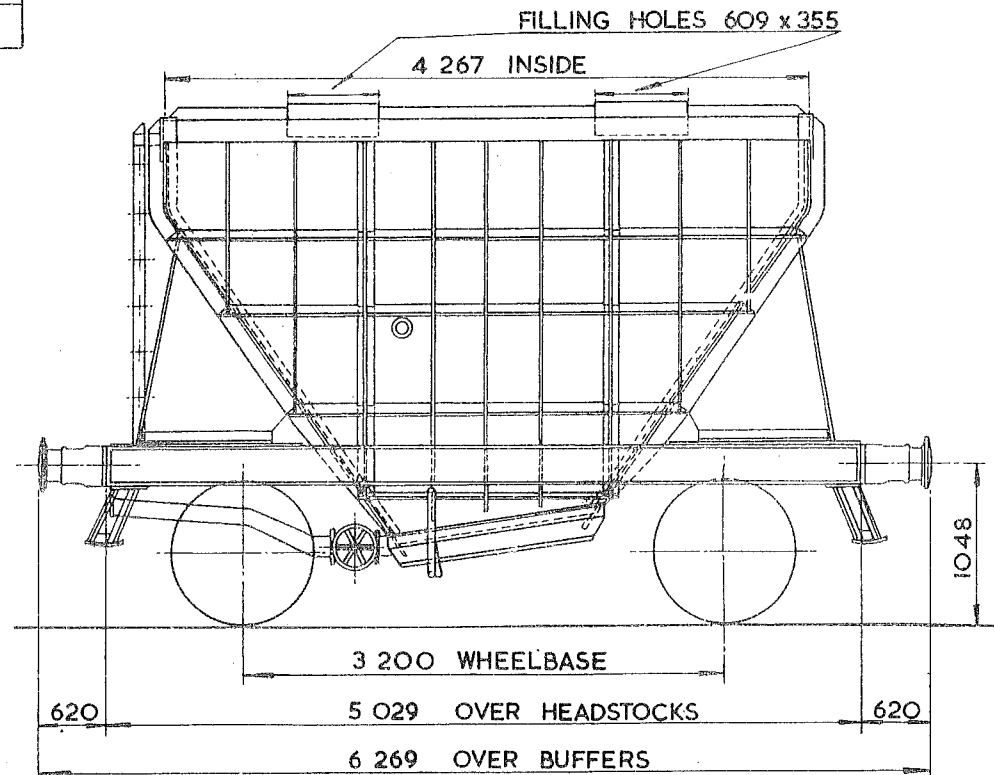 FILLING HOLES 609 x 355
4 267 INSIDE
1048
3 200 WHEELBASE
620
5 029 OVER HEADSTOCKS
620
6 269 OVER BUFFERS